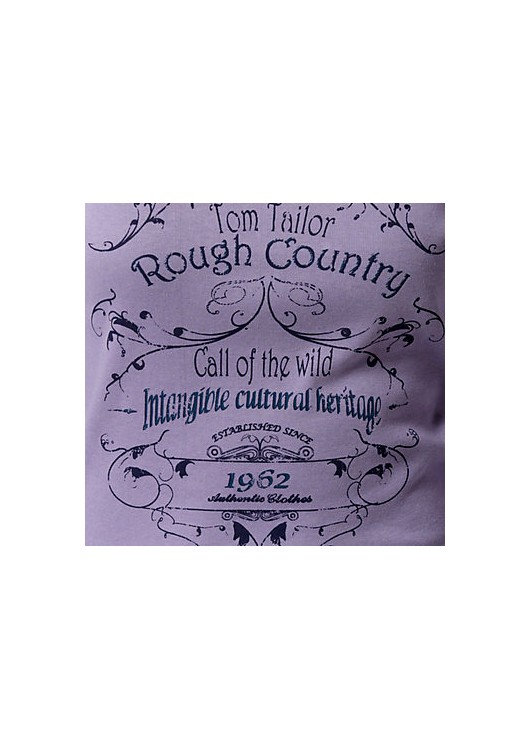 Tom Tailor
Rough Country
Call of the wild
Intangible cultural heritage
ESTABLISHED SINCE
1962
Authentic Clothes